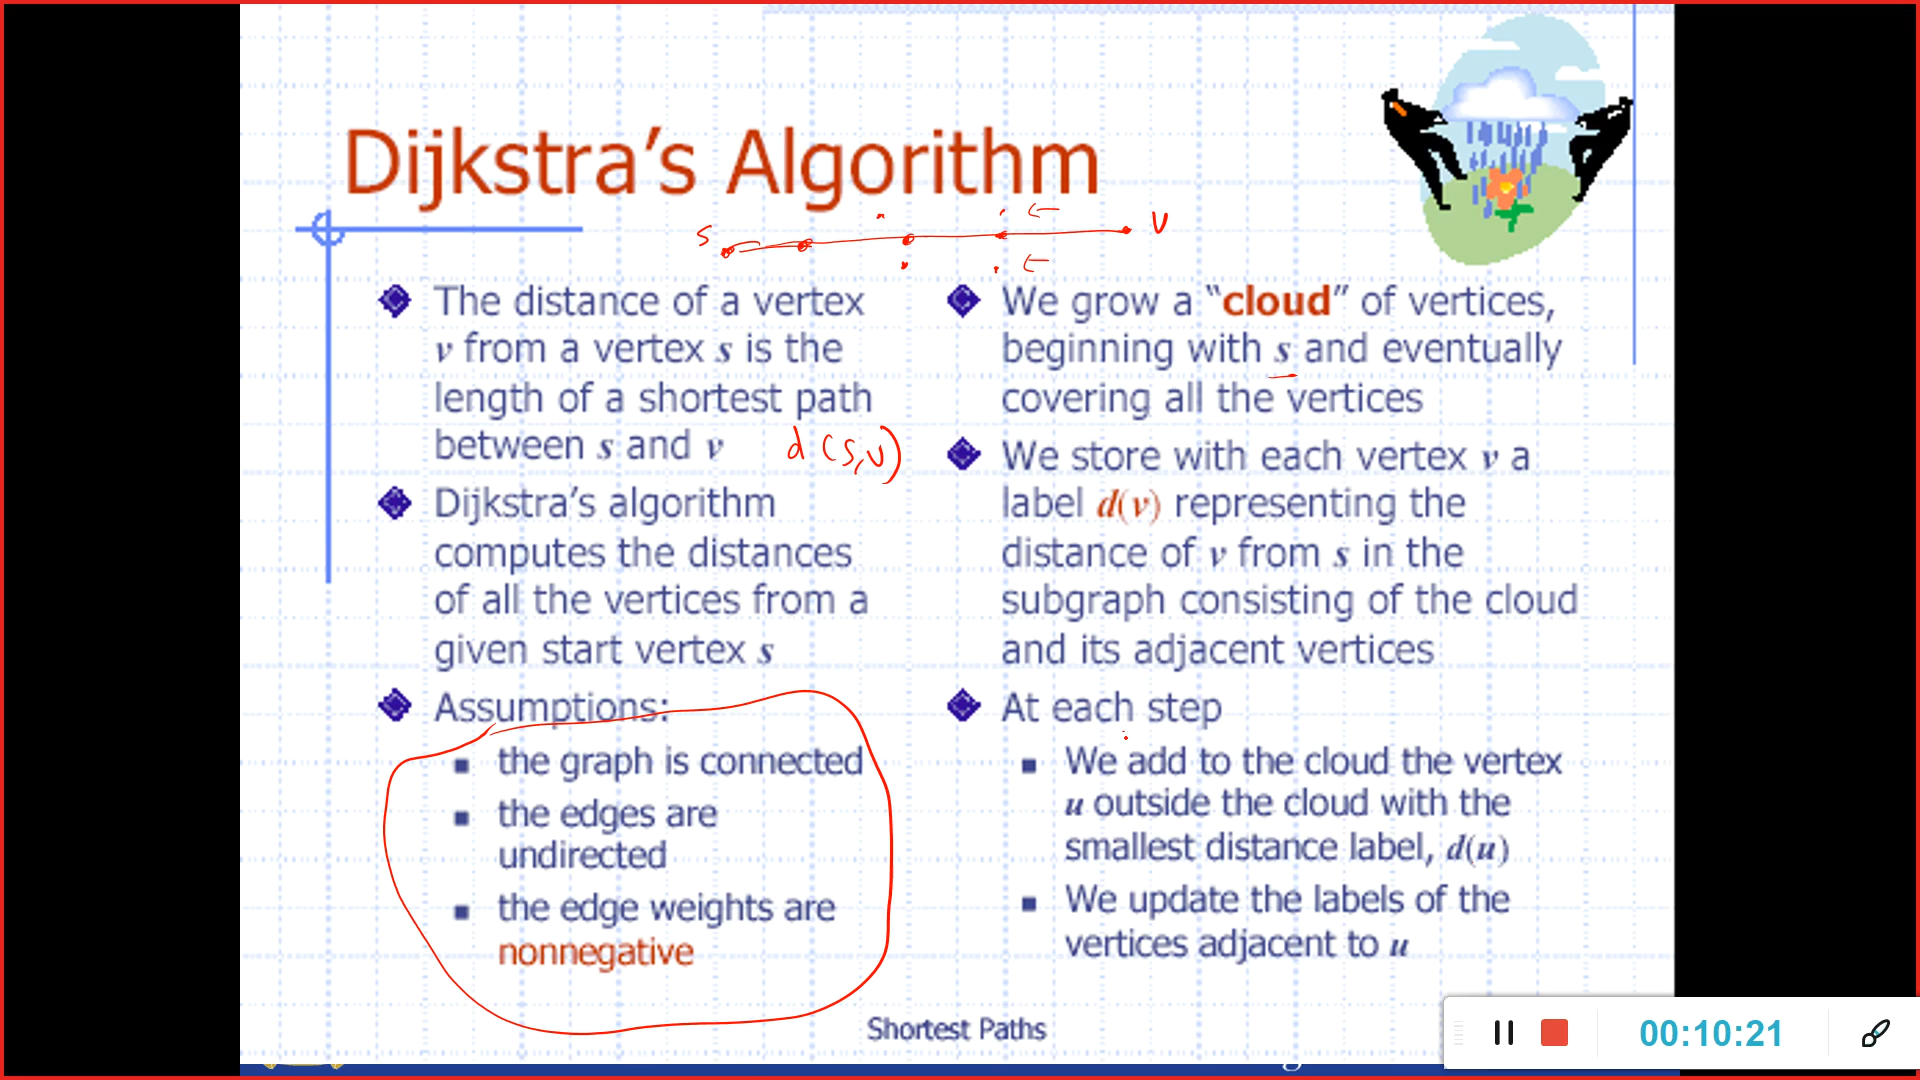 Dijkstra's Algorithm
s
v
The distance of a vertex
v from a vertex s is the
length of a shortest path
between s and v
d (s,v)
Dijkstra's algorithm
computes the distances
of all the vertices from a
given start vertex s
Assumptions:
the graph is connected
the edges are
undirected
the edge weights are
nonnegative
We grow a "cloud" of vertices,
beginning with s and eventually
covering all the vertices
We store with each vertex v a
label d(v) representing the
distance of v from s in the
subgraph consisting of the cloud
and its adjacent vertices
At each step
We add to the cloud the vertex
u outside the cloud with the
smallest distance label, d(u)
We update the labels of the
vertices adjacent to u
Shortest Paths
00:10:21